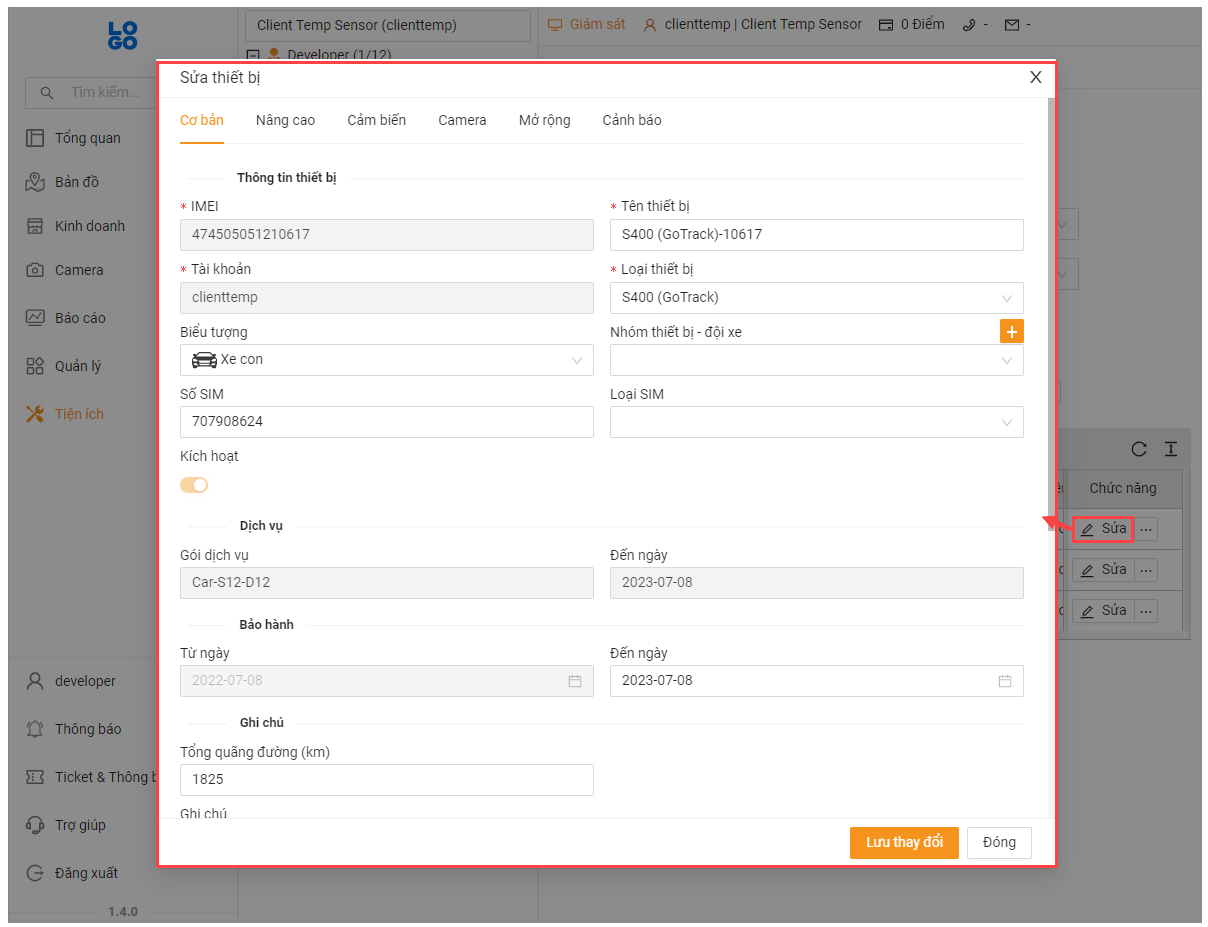 LO
GO
Client Temp Sensor (clienttemp)
Giám sát
clienttemp | Client Temp Sensor
0 Điểm
-
-
Developer (1/12)
Tìm kiếm...
Tổng quan
Bản đồ
Kinh doanh
Camera
Báo cáo
Quản lý
Tiện ích
developer
Thông báo
Ticket & Thông b
Trợ giúp
Đăng xuất
1.4.0
Sửa thiết bị
X
Cơ bản
Nâng cao
Cảm biến
Camera
Mở rộng
Cảnh báo
Thông tin thiết bị
* IMEI
* Tên thiết bị
474505051210617
S400 (GoTrack)-10617
* Tài khoản
* Loại thiết bị
clienttemp
S400 (GoTrack)
Biểu tượng
Nhóm thiết bị - đội xe
+
Xe con
Số SIM
Loại SIM
707908624
Kích hoạt
Dịch vụ
Gói dịch vụ
Đến ngày
Car-S12-D12
2023-07-08
Bảo hành
Từ ngày
Đến ngày
2022-07-08
2023-07-08
Ghi chú
Tổng quãng đường (km)
1825
Ghi chú
Lưu thay đổi
Đóng
Chức năng
Sửa ...
Sửa ...
Sửa ...